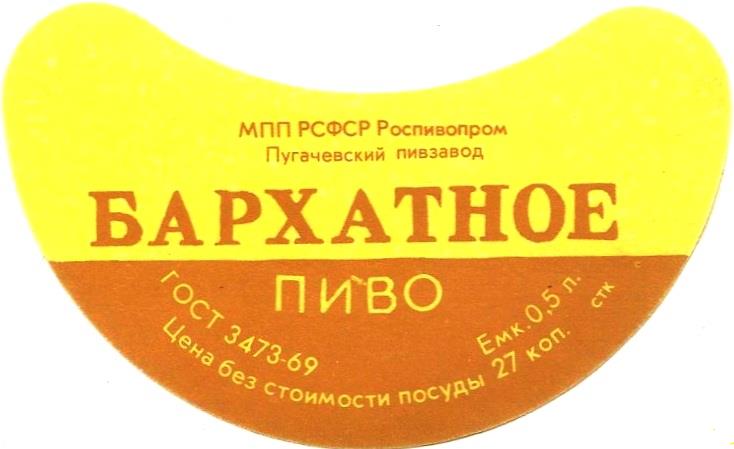 МПП РСФСР Роспивопром
Пугачевский пивзавод
БАРХАТНОЕ
ПИВО
ГОСТ 3473-69
Емк. 0,5 л.
Цена без стоимости посуды 27 коп.
стк